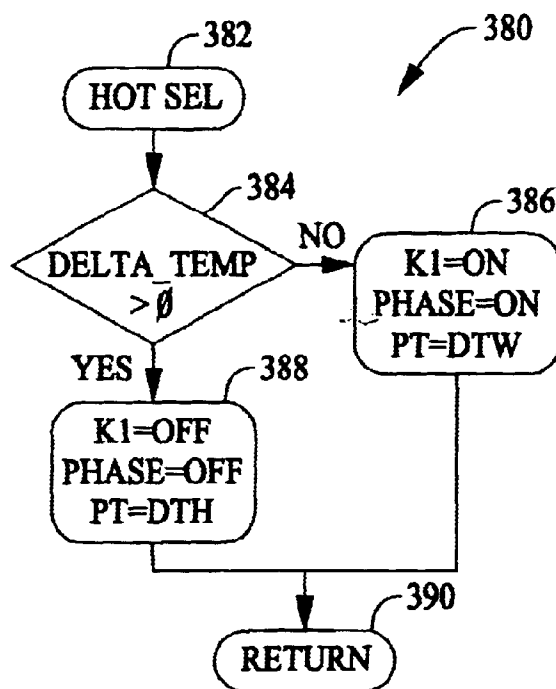 382
380
HOT SEL
384
DELTA_TEMP
>Ø
NO
386
K1=ON
PHASE=ON
PT=DTW
YES
388
K1=OFF
PHASE=OFF
PT=DTH
390
RETURN